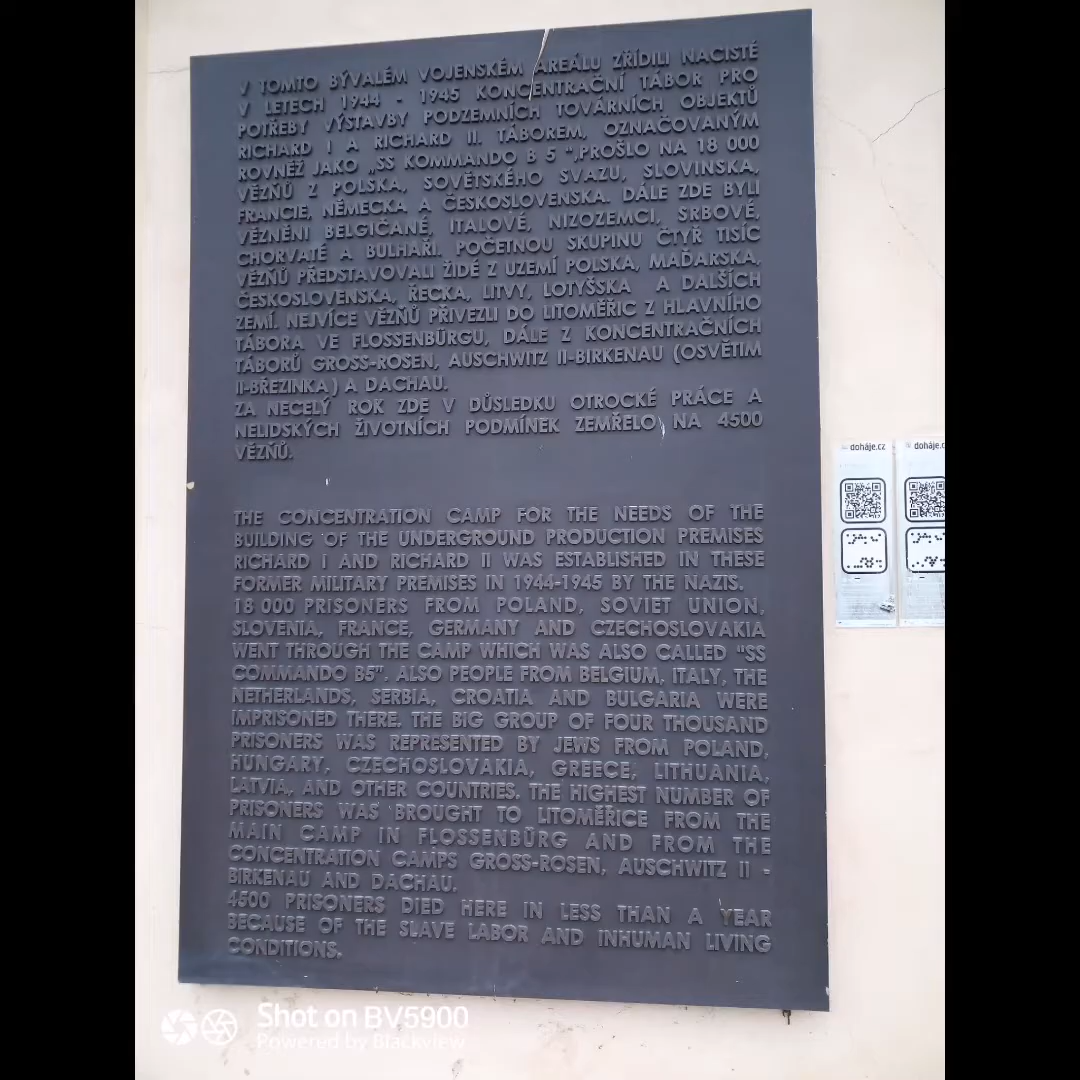 V TOMTO BÝVALÉM VOJENSKÉM AREÁLU ZŘÍDILI NACISTÉ
V LETECH 1944 - 1945 KONCENTRAČNÍ TÁBOR PRO
POTŘEBY VÝSTAVBY PODZEMNÍCH TOVÁRNÍCH OBJEKTŮ
RICHARD I A RICHARD II. TÁBOREM, OZNAČOVANÝM
ROVNĚŽ JAKO „SS KOMMANDO B 5 “,PROŠLO NA 18 000
VĚZŇŮ Z POLSKA, SOVĚTSKÉHO SVAZU, SLOVINSKA,
FRANCIE, NĚMECKA A ČESKOSLOVENSKA. DÁLE ZDE BYLI
VĚZNĚNI BELGIČANÉ, ITALOVÉ, NIZOZEMCI, SRBOVÉ,
CHORVATÉ A BULHAŘI. POČETNOU SKUPINU ČTYŘ TISÍC
VĚZŇŮ PŘEDSTAVOVALI ŽIDÉ Z UZEMÍ POLSKA, MAĎARSKA,
ČESKOSLOVENSKA, ŘECKA, LITVY, LOTYŠSKA A DALŠÍCH
ZEMÍ. NEJVÍCE VĚZŇŮ PŘIVEZLI DO LITOMĚŘIC Z HLAVNÍHO
TÁBORA VE FLOSSENBÜRGU, DÁLE Z KONCENTRAČNÍCH
TÁBORŮ GROSS-ROSEN, AUSCHWITZ II-BIRKENAU (OSVĚTIM
II-BŘEZINKA) A DACHAU.
ZA NECELÝ ROK ZDE V DŮSLEDKU OTROCKÉ PRÁCE A
NELIDSKÝCH ŽIVOTNÍCH PODMÍNEK ZEMŘELO NA 4500
VĚZŇŮ.
THE CONCENTRATION CAMP FOR THE NEEDS OF THE
BUILDING OF THE UNDERGROUND PRODUCTION PREMISES
RICHARD I AND RICHARD II WAS ESTABLISHED IN THESE
FORMER MILITARY PREMISES IN 1944-1945 BY THE NAZIS.
18 000 PRISONERS FROM POLAND, SOVIET UNION,
SLOVENIA, FRANCE, GERMANY AND CZECHOSLOVAKIA
WENT THROUGH THE CAMP WHICH WAS ALSO CALLED "SS
COMMANDO B5". ALSO PEOPLE FROM BELGIUM, ITALY, THE
NETHERLANDS, SERBIA, CROATIA AND BULGARIA WERE
IMPRISONED THERE. THE BIG GROUP OF FOUR THOUSAND
PRISONERS WAS REPRESENTED BY JEWS FROM POLAND,
HUNGARY, CZECHOSLOVAKIA, GREECE, LITHUANIA,
LATVIA, AND OTHER COUNTRIES. THE HIGHEST NUMBER OF
PRISONERS WAS BROUGHT TO LITOMĚŘICE FROM THE
MAIN CAMP IN FLOSSENBÜRG AND FROM THE
CONCENTRATION CAMPS GROSS-ROSEN, AUSCHWITZ II -
BIRKENAU AND DACHAU.
4500 PRISONERS DIED HERE IN LESS THAN A YEAR
BECAUSE OF THE SLAVE LABOR AND INHUMAN LIVING
CONDITIONS.
doháje.cz
doháje.c
Shot on BV5900
Powered by Blackview